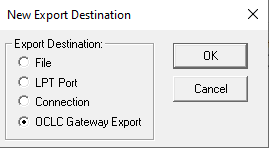 New Export Destination
Export Destination:
File
LPT Port
Connection
OCLC Gateway Export
OK
Cancel